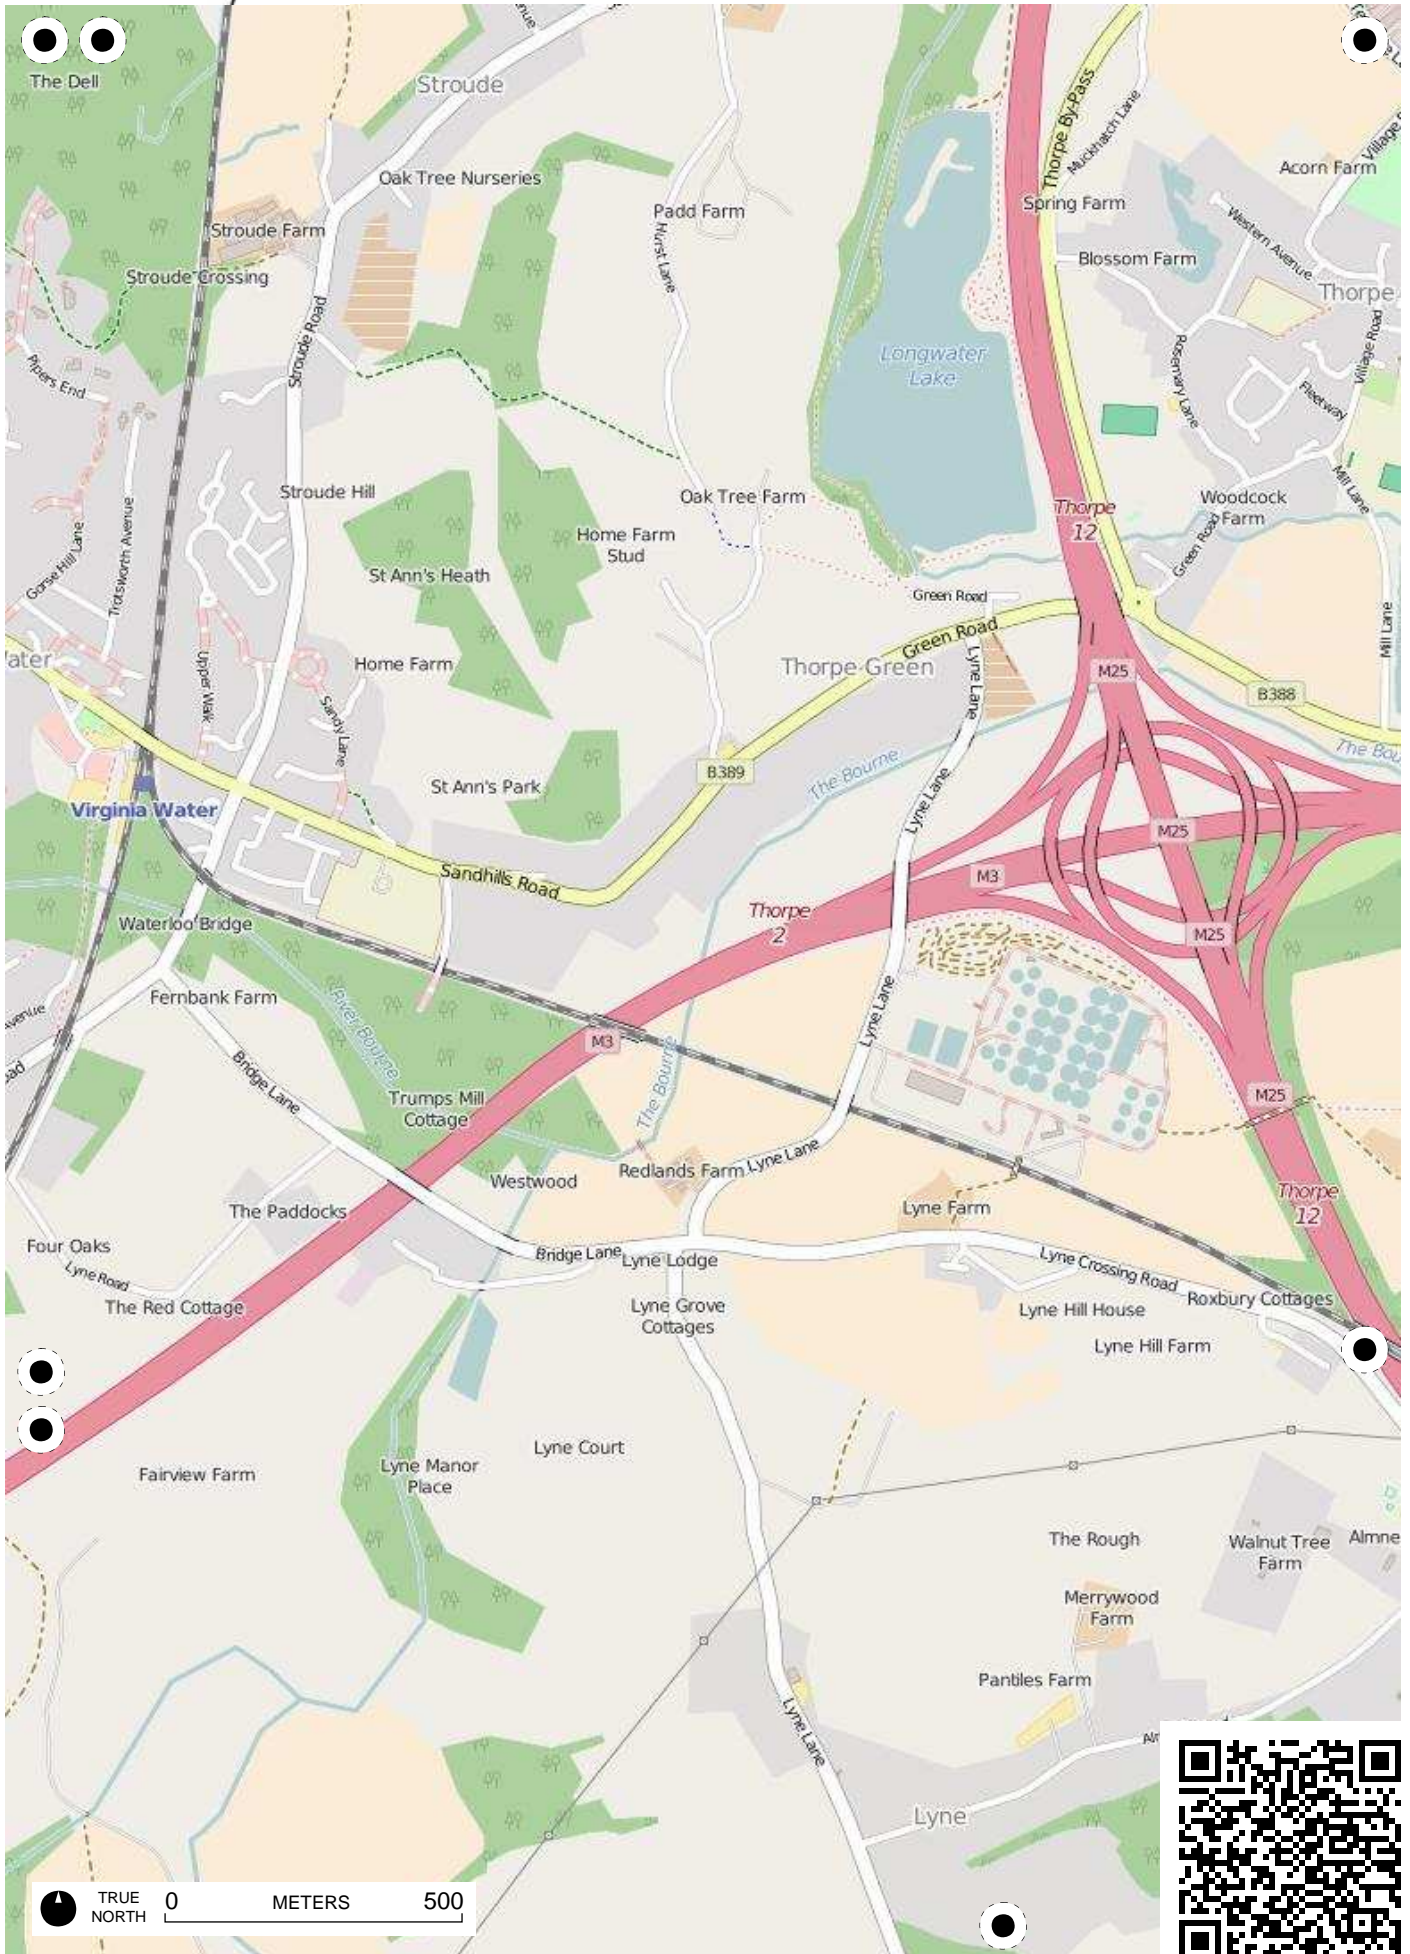 The Dell
Stroude
Thorpe By-Pass
Muckhatch Lane
Acorn Farm
Oak Tree Nurseries
Padd Farm
Spring Farm
Stroude Farm
Western Avenue
Hurst Lane
Blossom Farm
Stroude Crossing
Thorpe
Stroude Road
Village Road
Longwater
Lake
Pipers End
Rosemary Lane
Fleetway
Stroude Hill
Oak Tree Farm
Woodcock
Farm
Mill Lane
Thorpe
12
Home Farm
Stud
Green Road
Gorse Hill Lane
Trotsworth Avenue
St Ann's Heath
Green Road
Green Road
Mill Lane
ater
Upper Walk
Home Farm
Thorpe Green
Lyne Lane
M25
B388
Sandy Lane
The Bou
B389
The Bourne
St Ann's Park
Virginia Water
Lyne Lane
M25
Sandhills Road
M3
Thorpe
2
Waterloo Bridge
M25
Fernbank Farm
River Bourne
Lyne Lane
Avenue
M3
The Bourne
oad
Bridge Lane
Trumps Mill
Cottage
M25
Lyne Lane
Redlands Farm
Westwood
The Paddocks
Lyne Farm
Thorpe
12
Four Oaks
Bridge Lane
Lyne Lodge
Lyne Crossing Road
Lyne Road
The Red Cottage
Lyne Grove
Cottages
Lyne Hill House
Roxbury Cottages
Lyne Hill Farm
Lyne Court
Lyne Manor
Place
Fairview Farm
The Rough
Walnut Tree
Farm
Almne
Merrywood
Farm
Pantiles Farm
Lyne Lane
Lyne
TRUE
NORTH
0 METERS 500